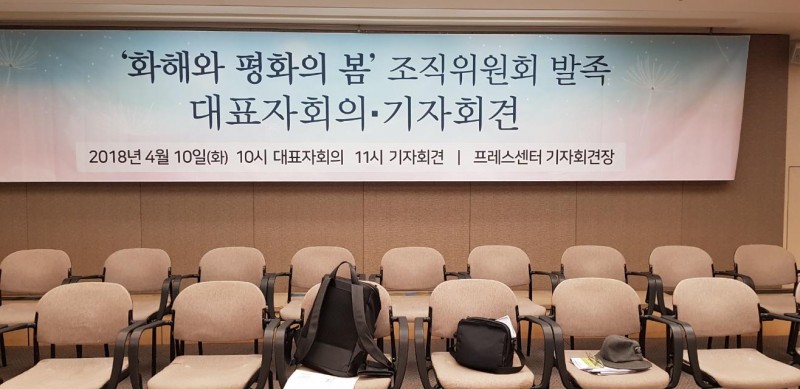 ‘화해와 평화의 봄’ 조직위원회 발족
대표자회의·기자회견
2018년 4월 10일(화) 10시 대표자회의 11시 기자회견 | 프레스센터 기자회견장